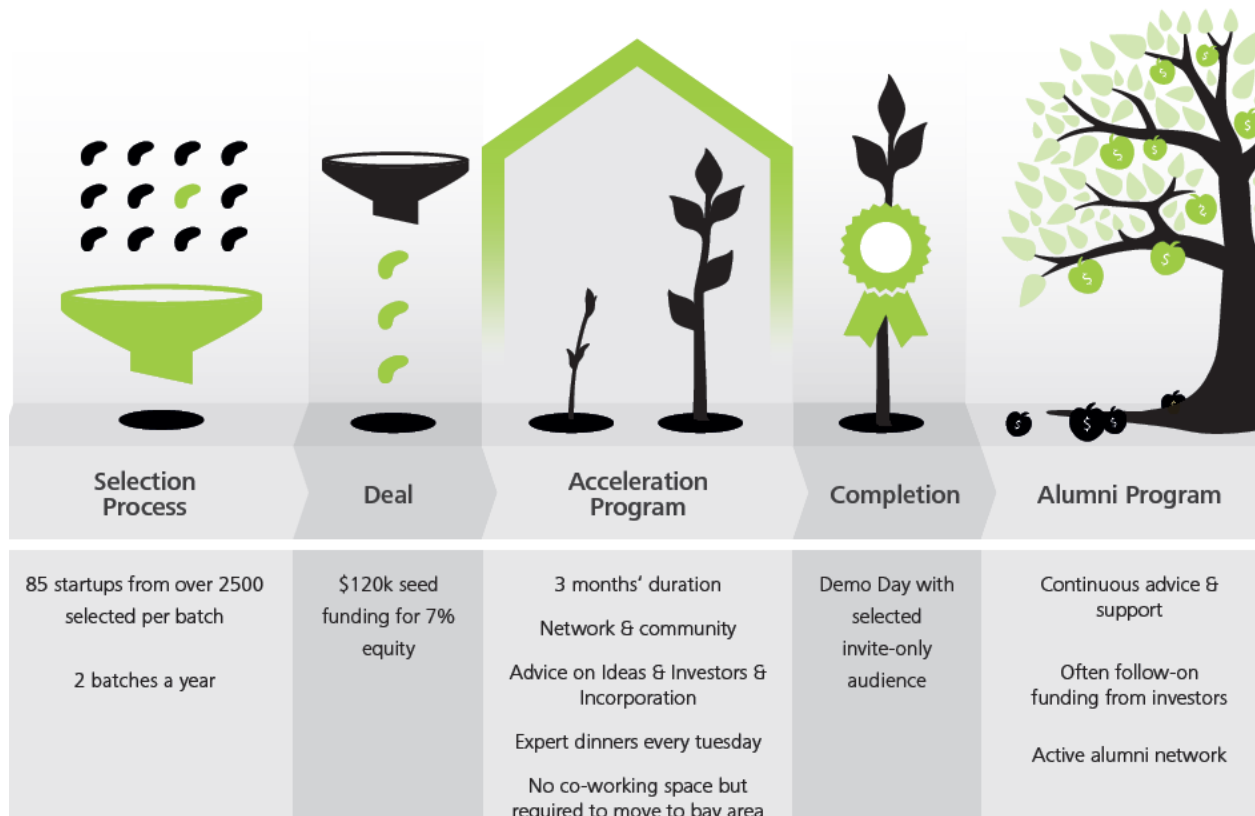 Selection
Process
Deal
Acceleration
Program
Completion
Alumni Program
85 startups from over 2500
selected per batch
2 batches a year
$120k seed
funding for 7%
equity
3 months‘ duration
Network & community
Advice on Ideas & Investors &
Incorporation
Expert dinners every tuesday
No co-working space but
required to move to bay area
Demo Day with
selected
invite-only
audience
Continuous advice &
support
Often follow-on
funding from investors
Active alumni network
$
$
$
$
$
$
$
$
$
$